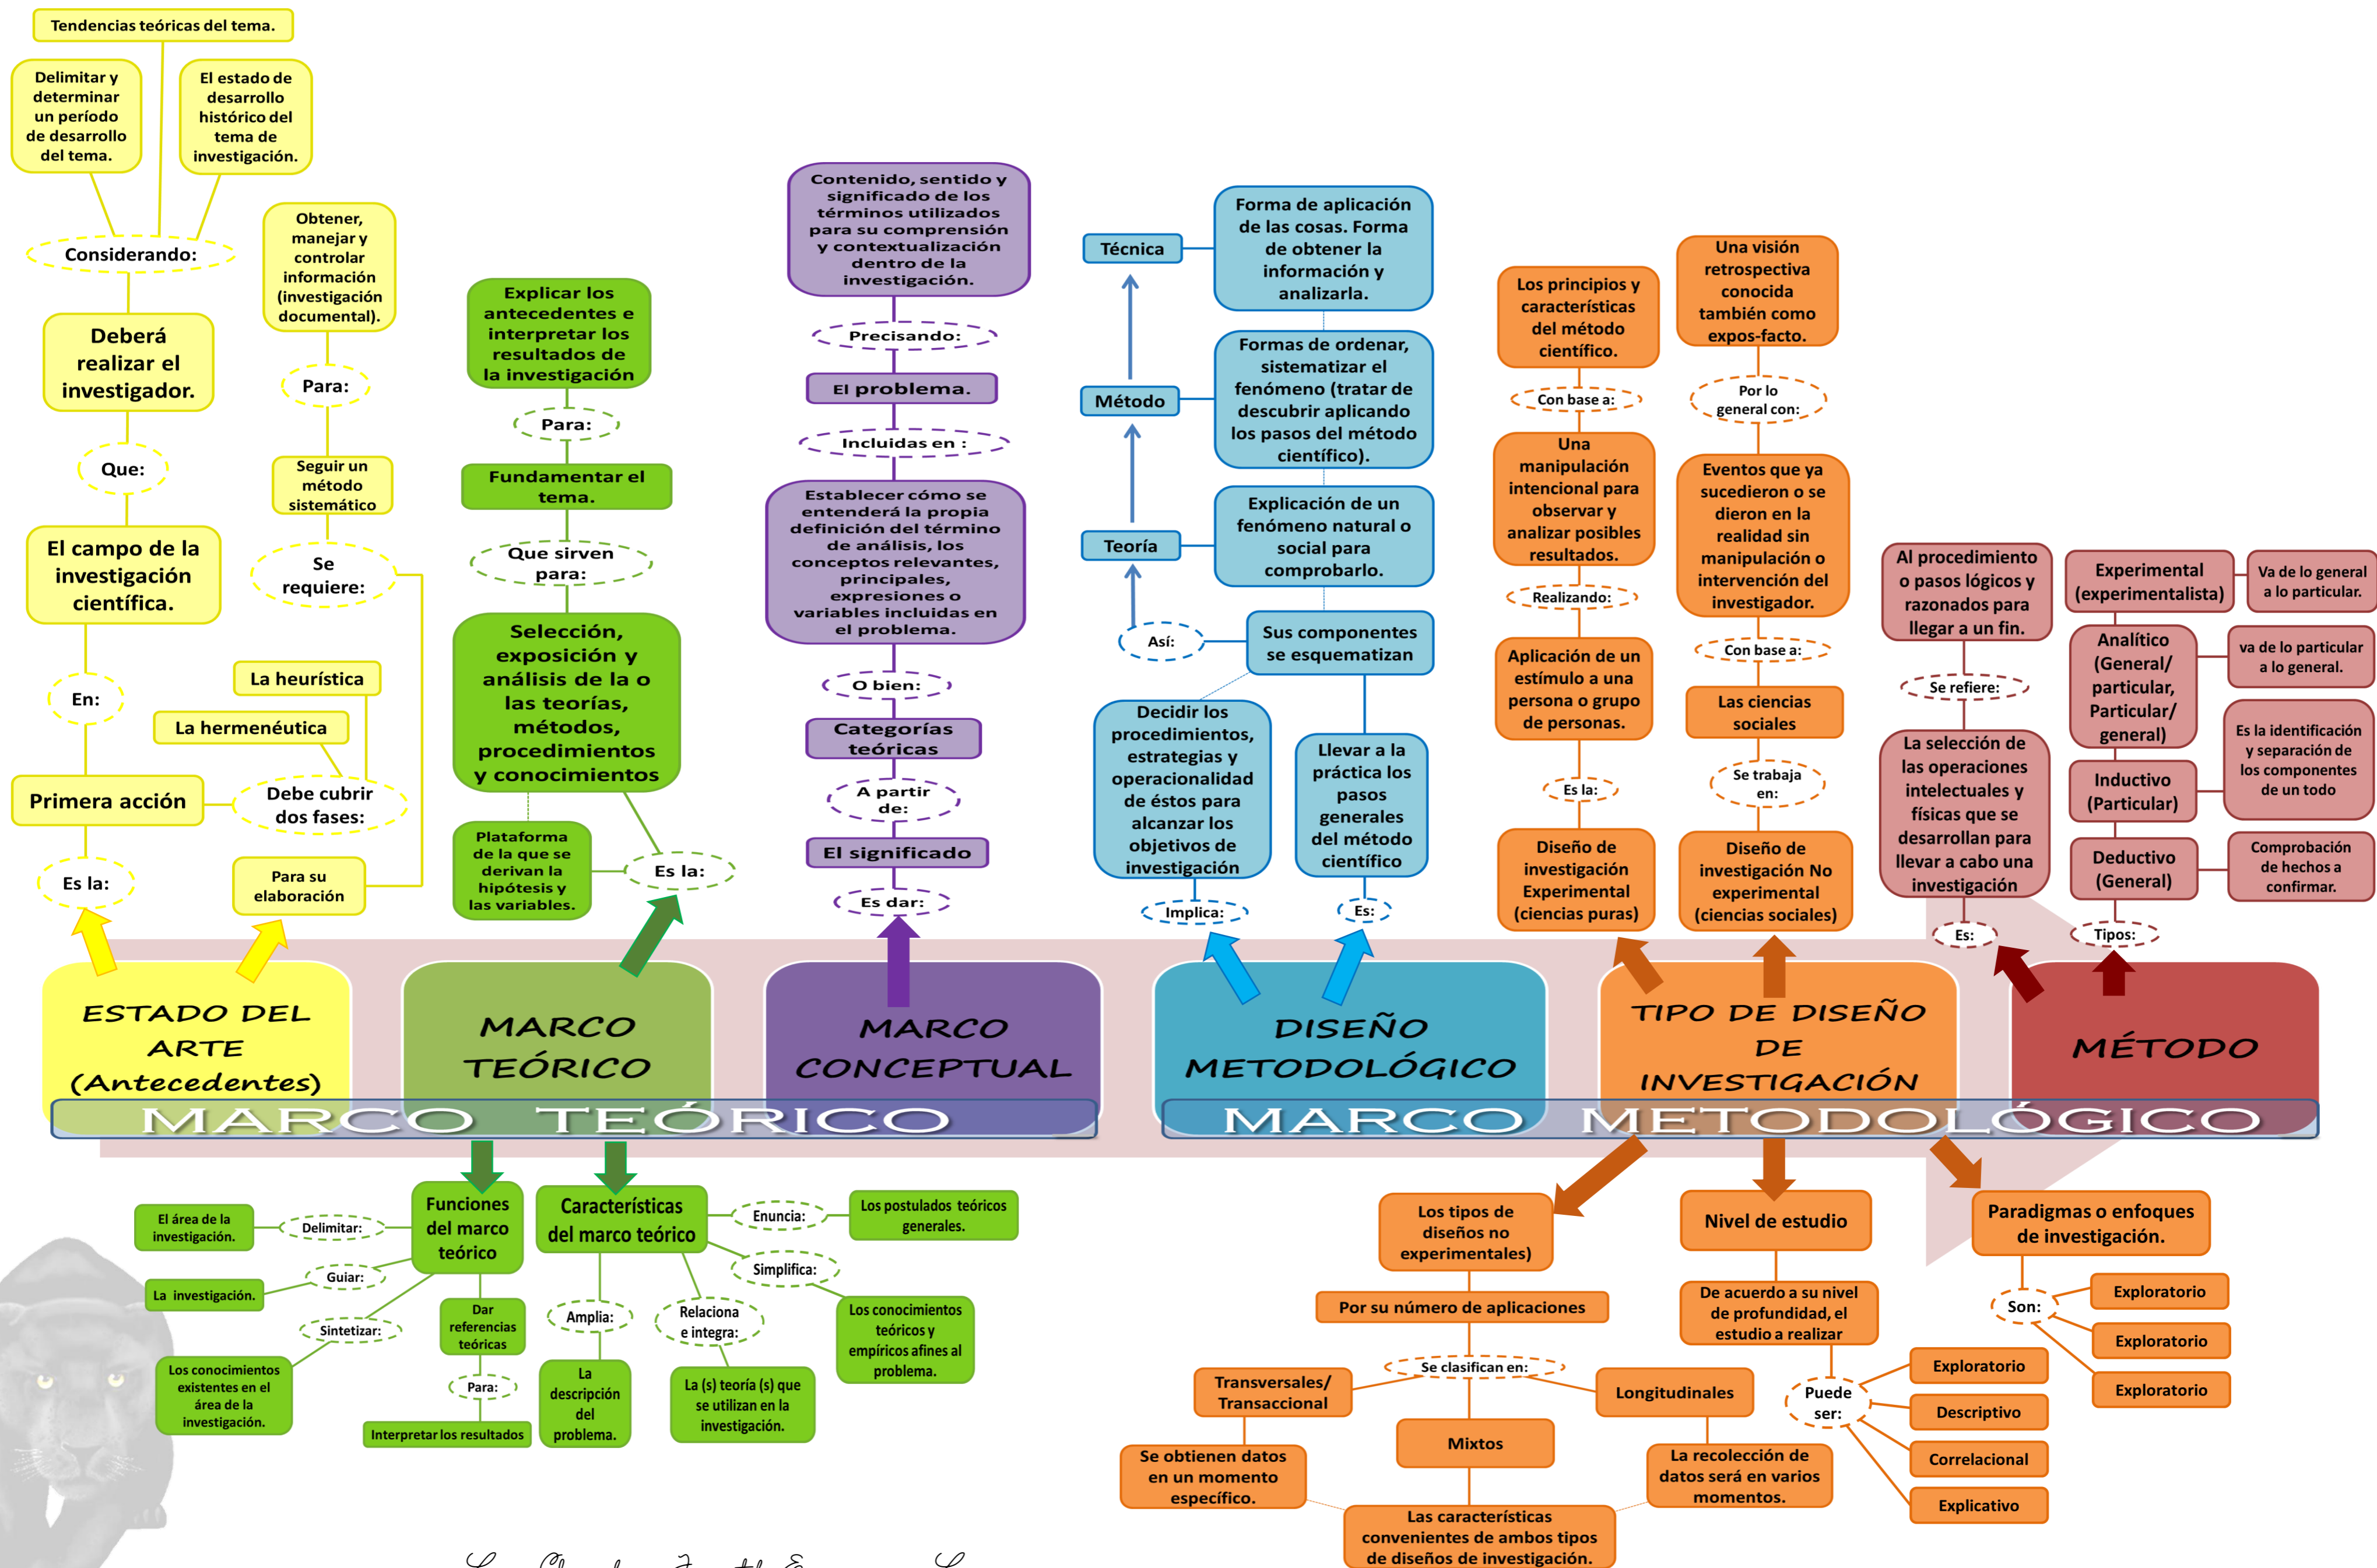 Tendencias teóricas del tema.
Delimitar y
determinar
un período
de desarrollo
del tema.
El estado de
desarrollo
histórico del
tema de
investigación.
Considerando:
Deberá
realizar el
investigador.
Que:
El campo de la
investigación
científica.
En:
Primera acción
Es la:
Debe cubrir
dos fases:
La hermenéutica
La heurística
Obtener,
manejar y
controlar
información
(investigación
documental).
Para:
Seguir un
método
sistemático
Se
requiere:
Para su
elaboración
Explicar los
antecedentes e
interpretar los
resultados de
la investigación
Para:
Fundamentar el
tema.
Que sirven
para:
Selección,
exposición y
análisis de la o
las teorías,
métodos,
procedimientos
y conocimientos
Plataforma
de la que se
derivan la
hipótesis y
las variables.
Es la:
Contenido, sentido y
significado de los
términos utilizados
para su comprensión
y contextualización
dentro de la
investigación.
Precisando:
El problema.
Incluidas en :
Establecer cómo se
entenderá la propia
definición del término
de análisis, los
conceptos relevantes,
principales,
expresiones o
variables incluidas en
el problema.
O bien:
Categorías
teóricas
A partir
de:
El significado
Es dar:
Técnica
Forma de aplicación
de las cosas. Forma
de obtener la
información y
analizarla.
Método
Formas de ordenar,
sistematizar el
fenómeno (tratar de
descubrir aplicando
los pasos del método
científico).
Teoría
Explicación de un
fenómeno natural o
social para
comprobarlo.
Así:
Sus componentes
se esquematizan
Decidir los
procedimientos,
estrategias y
operacionalidad
de éstos para
alcanzar los
objetivos de
investigación
Implica:
Llevar a la
práctica los
pasos
generales
del método
científico
Es:
Los principios y
características
del método
científico.
Con base a:
Una
manipulación
intencional para
observar y
analizar posibles
resultados.
Realizando:
Aplicación de un
estímulo a una
persona o grupo
de personas.
Es la:
Diseño de
investigación
Experimental
(ciencias puras)
Una visión
retrospectiva
conocida
también como
expos-facto.
Por lo
general con:
Eventos que ya
sucedieron o se
dieron en la
realidad sin
manipulación o
intervención del
investigador.
Con base a:
Las ciencias
sociales
Se trabaja
en:
Diseño de
investigación No
experimental
(ciencias sociales)
Al procedimiento
o pasos lógicos y
razonados para
llegar a un fin.
Se refiere:
La selección de
las operaciones
intelectuales y
físicas que se
desarrollan para
llevar a cabo una
investigación
Es:
Experimental
(experimentalista)
Va de lo general
a lo particular.
Analítico
(General/
particular,
Particular/
general)
va de lo particular
a lo general.
Inductivo
(Particular)
Es la identificación
y separación de
los componentes
de un todo
Deductivo
(General)
Comprobación
de hechos a
confirmar.
Tipos:
ESTADO DEL
ARTE
(Antecedentes)
MARCO
TEÓRICO
MARCO
CONCEPTUAL
DISEÑO
METODOLÓGICO
TIPO DE DISEÑO
DE
INVESTIGACIÓN
MÉTODO
MARCO TEÓRICO
MARCO METODOLÓGICO
Funciones
del marco
teórico
Delimitar:
El área de la
investigación.
Guiar:
La investigación.
Sintetizar:
Los conocimientos
existentes en el
área de la
investigación.
Dar
referencias
teóricas
Para:
Interpretar los resultados
Características
del marco teórico
Enuncia:
Los postulados teóricos
generales.
Simplifica:
Los conocimientos
teóricos y
empíricos afines al
problema.
Amplia:
La
descripción
del
problema.
Relaciona
e integra:
La (s) teoría (s) que
se utilizan en la
investigación.
Los tipos de
diseños no
experimentales)
Por su número de aplicaciones
Se clasifican en:
Transversales/
Transaccional
Se obtienen datos
en un momento
específico.
Mixtos
Las características
convenientes de ambos tipos
de diseños de investigación.
Longitudinales
La recolección de
datos será en varios
momentos.
Nivel de estudio
De acuerdo a su nivel
de profundidad, el
estudio a realizar
Puede
ser:
Exploratorio
Descriptivo
Correlacional
Explicativo
Paradigmas o enfoques
de investigación.
Son:
Exploratorio
Exploratorio
Exploratorio